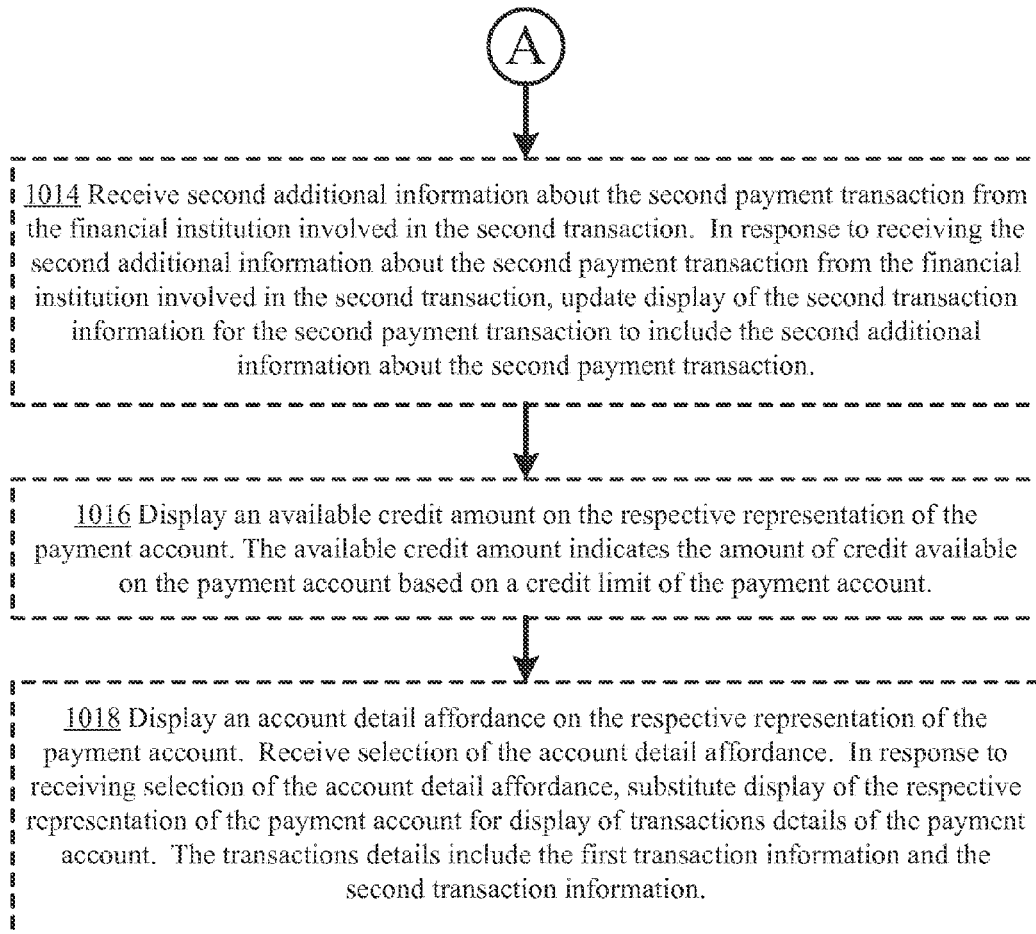 A
1014 Receive second additional information about the second payment transaction from
the financial institution involved in the second transaction. In response to receiving the
second additional information about the second payment transaction from the financial
institution involved in the second transaction, update display of the second transaction
information for the second payment transaction to include the second additional
information about the second payment transaction.
1016 Display an available credit amount on the respective representation of the
payment account. The available credit amount indicates the amount of credit available
on the payment account based on a credit limit of the payment account.
1018 Display an account detail affordance on the respective representation of the
payment account. Receive selection of the account detail affordance. In response to
receiving selection of the account detail affordance, substitute display of the respective
representation of the payment account for display of transactions details of the payment
account. The transactions details include the first transaction information and the
second transaction information.